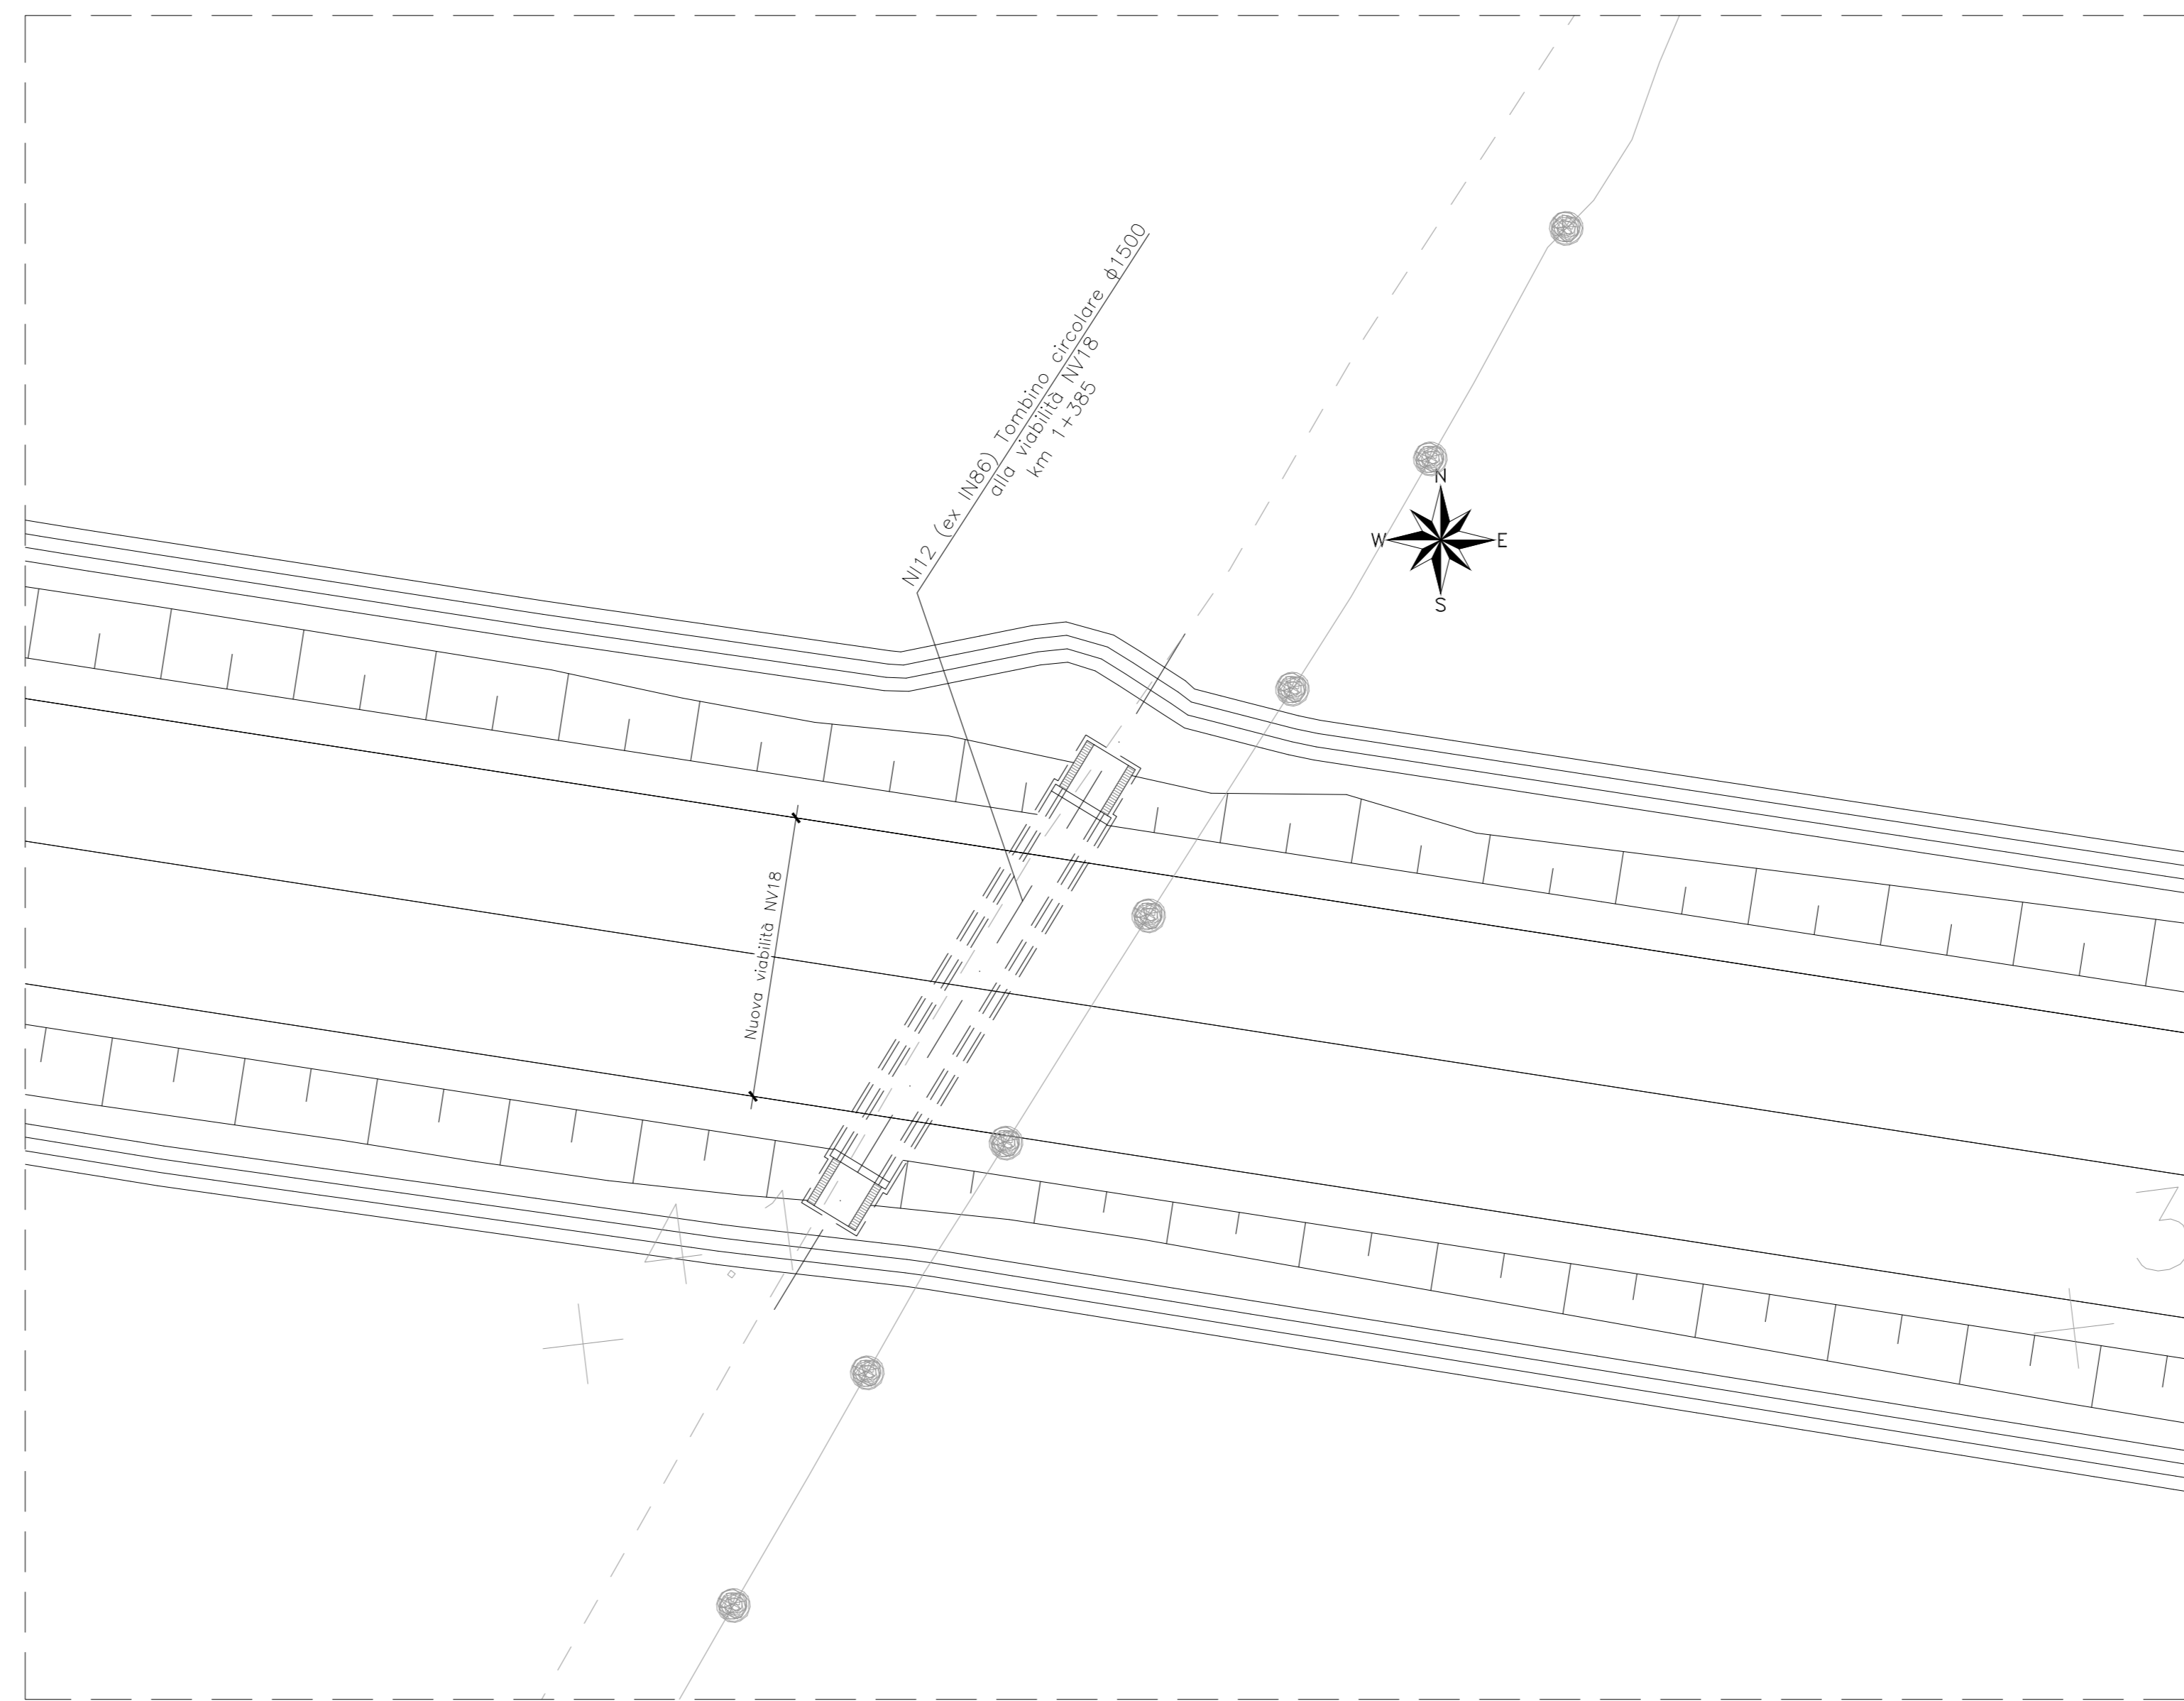 NI12 (ex IN86) Tombino circolare ϕ1500
alla viabilità NV18
km 1+385
N
W
E
S
Nuova viabilità NV18